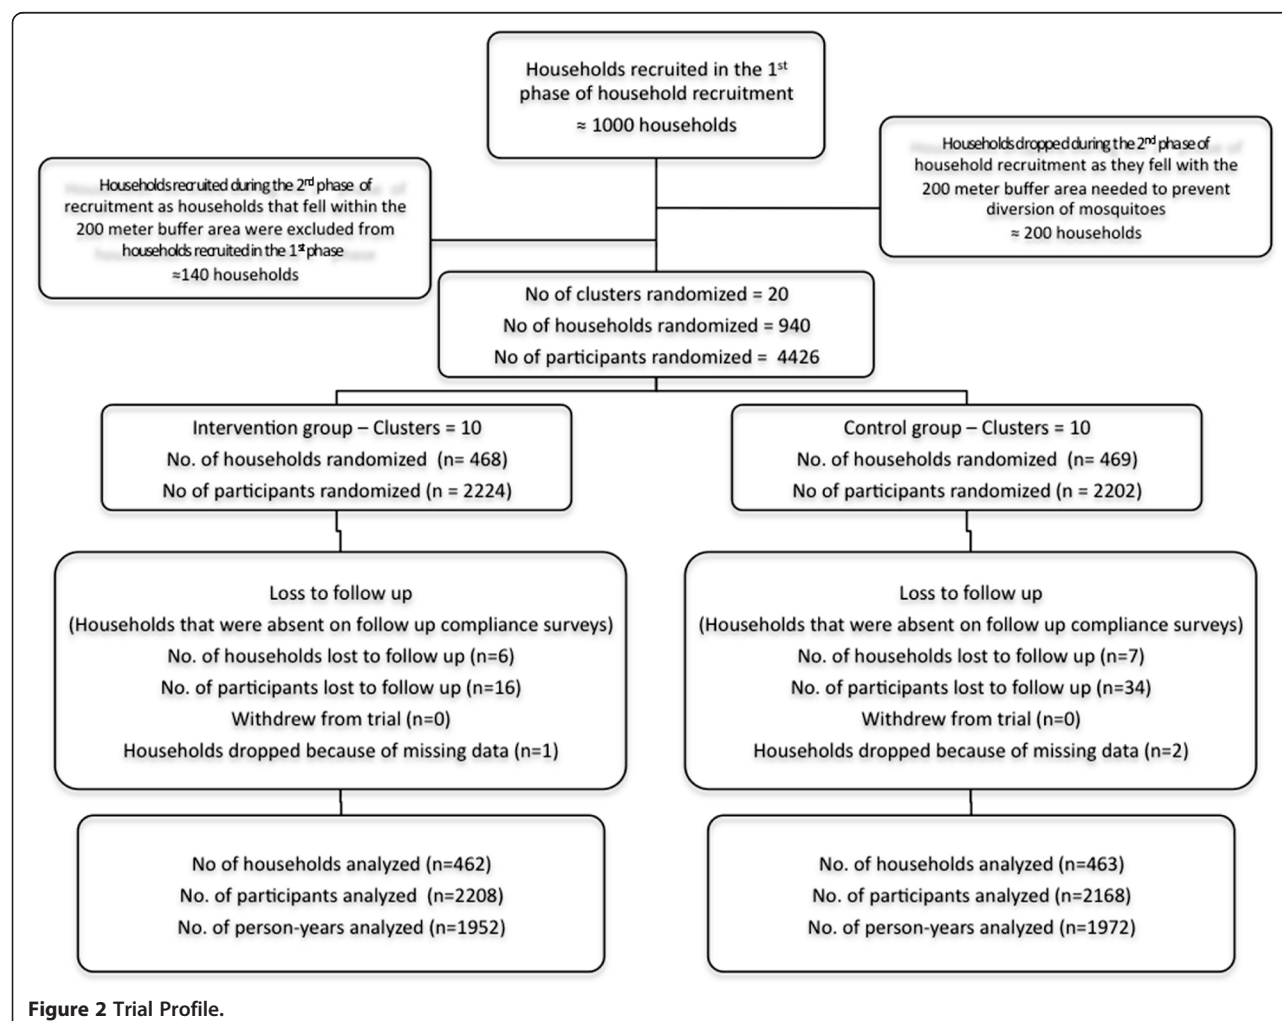 Households recruited in the 1st
phase of household recruitment
≈ 1000 households
Households dropped during the 2nd phase of
household recruitment as they fell with the
200 meter buffer area needed to prevent
diversion of mosquitoes
≈ 200 households
Households recruited during the 2nd phase of
recruitment as households that fell within the
200 meter buffer area were excluded from
households recruited in the 1st phase
≈140 households
No of clusters randomized = 20
No of households randomized = 940
No of participants randomized = 4426
Intervention group – Clusters = 10
No. of households randomized (n= 468)
No of participants randomized (n = 2224)
Control group – Clusters = 10
No. of households randomized (n= 469)
No of participants randomized (n = 2202)
Loss to follow up
(Households that were absent on follow up compliance surveys)
No. of households lost to follow up (n=6)
No. of participants lost to follow up (n=16)
Withdrew from trial (n=0)
Households dropped because of missing data (n=1)
Loss to follow up
(Households that were absent on follow up compliance surveys)
No. of households lost to follow up (n=7)
No. of participants lost to follow up (n=34)
Withdrew from trial (n=0)
Households dropped because of missing data (n=2)
No of households analyzed (n=462)
No. of participants analyzed (n=2208)
No. of person-years analyzed (n=1952)
No. of households analyzed (n=463)
No. of participants analyzed (n=2168)
No. of person-years analyzed (n=1972)
Figure 2 Trial Profile.